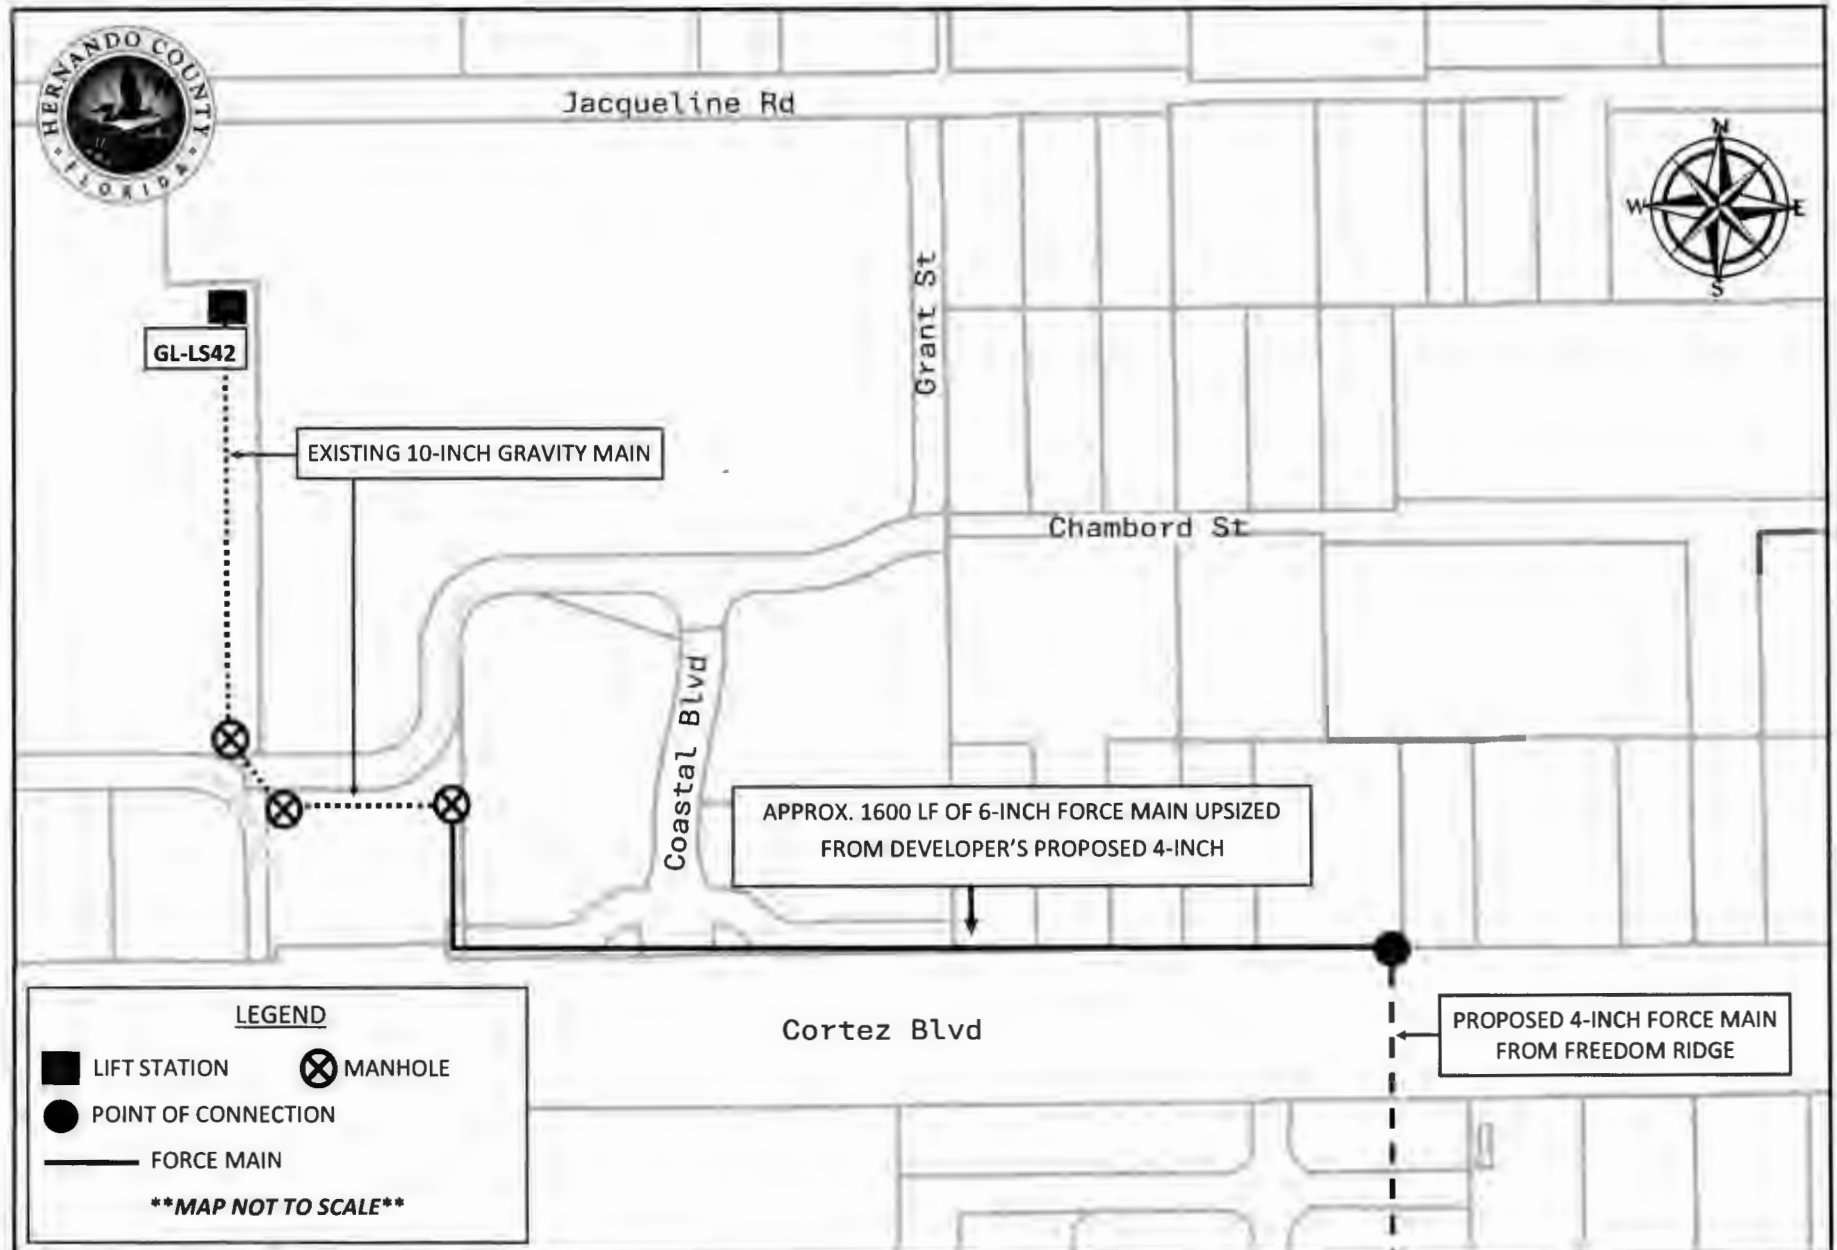 HERNANDO COUNTY
FLORIDA
Jacqueline Rd
N
W
E
S
GL-LS42
Grant St
EXISTING 10-INCH GRAVITY MAIN
Chambord St
Coastal Blvd
APPROX. 1600 LF OF 6-INCH FORCE MAIN UPSIZED
FROM DEVELOPER'S PROPOSED 4-INCH
Cortez Blvd
PROPOSED 4-INCH FORCE MAIN
FROM FREEDOM RIDGE
LEGEND
LIFT STATION
MANHOLE
POINT OF CONNECTION
FORCE MAIN
**MAP NOT TO SCALE**